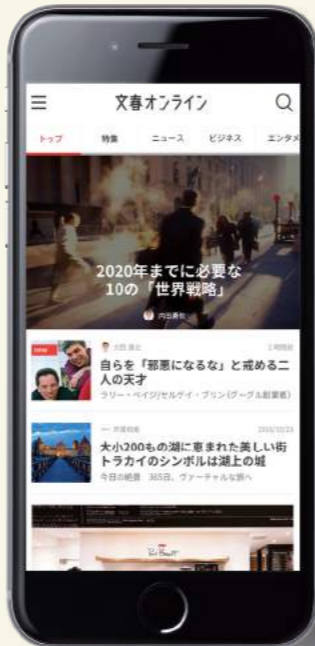 文春オンライン
トップ 特集 ニュース ビジネス エンタメ
2020年までに必要な
10の「世界戦略」
new
自らを「邪悪になるな」と戒める二
人の天才
ラリー・ペイジ/セルゲイ・ブリン(グーグル創業者)
2016/10/23
大小200もの湖に恵まれた美しい街
トラカイのシンボルは湖上の城
今日の絶景 365日、ヴァーチャルな旅へ